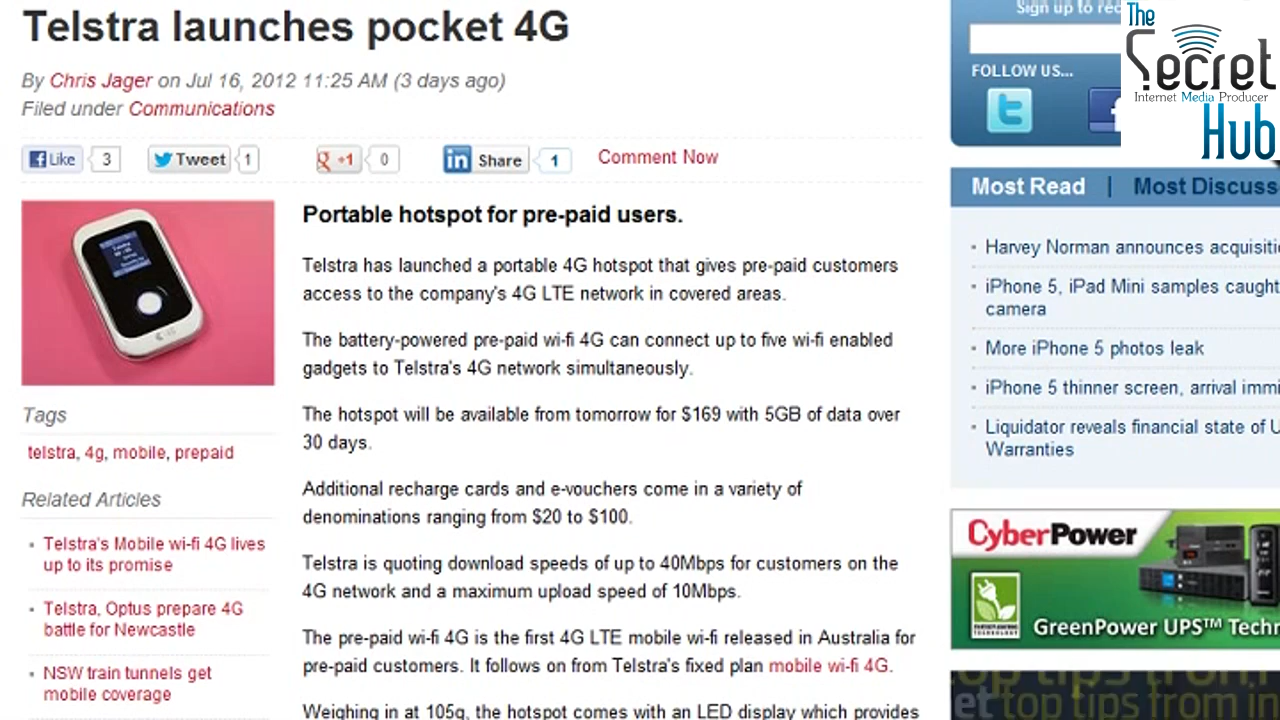 Telstra launches pocket 4G
By Chris Jager on Jul 16, 2012 11:25 AM (3 days ago)
Filed under Communications
Like 3
Tweet 1
+1 0
in Share 1
Comment Now
Portable hotspot for pre-paid users.
Telstra has launched a portable 4G hotspot that gives pre-paid customers
access to the company's 4G LTE network in covered areas.
The battery-powered pre-paid wi-fi 4G can connect up to five wi-fi enabled
gadgets to Telstra's 4G network simultaneously.
The hotspot will be available from tomorrow for $169 with 5GB of data over
30 days.
Additional recharge cards and e-vouchers come in a variety of
denominations ranging from $20 to $100.
Telstra is quoting download speeds of up to 40Mbps for customers on the
4G network and a maximum upload speed of 10Mbps.
The pre-paid wi-fi 4G is the first 4G LTE mobile wi-fi released in Australia for
pre-paid customers. It follows on from Telstra's fixed plan mobile wi-fi 4G.
Weighing in at 105g, the hotspot comes with an LED display which provides
Tags
telstra, 4g, mobile, prepaid
Related Articles
Telstra's Mobile wi-fi 4G lives
up to its promise
Telstra, Optus prepare 4G
battle for Newcastle
NSW train tunnels get
mobile coverage
Sign up to rec
FOLLOW US...
The
Secret
Internet Media Producer
Hub
Most Read | Most Discuss
Harvey Norman announces acquisiti
iPhone 5, iPad Mini samples caught
camera
More iPhone 5 photos leak
iPhone 5 thinner screen, arrival immi
Liquidator reveals financial state of U
Warranties
CyberPower
GreenPower UPS™ Techn
top tips from
et top tips from in